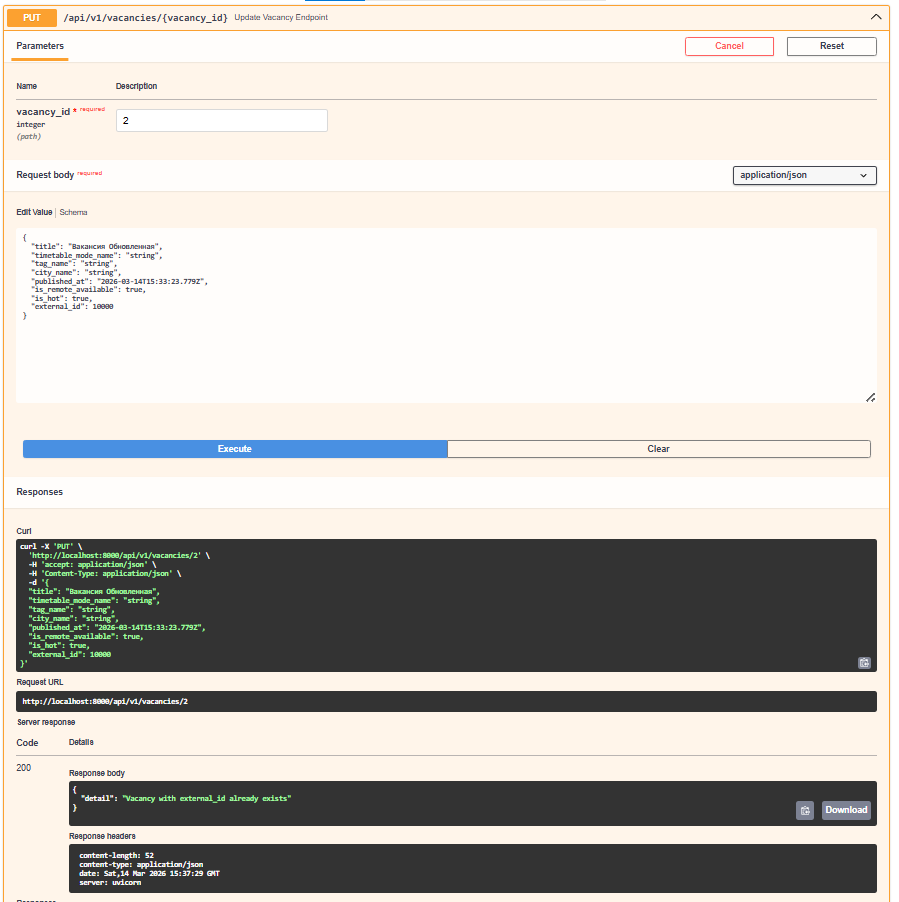 PUT /api/v1/vacancies/{vacancy_id} Update Vacancy Endpoint
Parameters
Cancel
Reset
Name Description
vacancy_id * required
integer
(path)
2
Request body required
application/json
Edit Value | Schema
{
"title": "Вакансия Обновленная",
"timetable_mode_name": "string",
"tag_name": "string",
"city_name": "string",
"published_at": "2026-03-14T15:33:23.779Z",
"is_remote_available": true,
"is_hot": true,
"external_id": 10000
}
Execute
Clear
Responses
Curl
curl -X 'PUT' \
'http://localhost:8000/api/v1/vacancies/2' \
-H 'accept: application/json' \
-H 'Content-Type: application/json' \
-d '{
"title": "Вакансия Обновленная",
"timetable_mode_name": "string",
"tag_name": "string",
"city_name": "string",
"published_at": "2026-03-14T15:33:23.779Z",
"is_remote_available": true,
"is_hot": true,
"external_id": 10000
}'
Request URL
http://localhost:8000/api/v1/vacancies/2
Server response
Code Details
200
Response body
{
"detail": "Vacancy with external_id already exists"
}
Download
Response headers
content-length: 52
content-type: application/json
date: Sat,14 Mar 2026 15:37:29 GMT
server: uvicorn